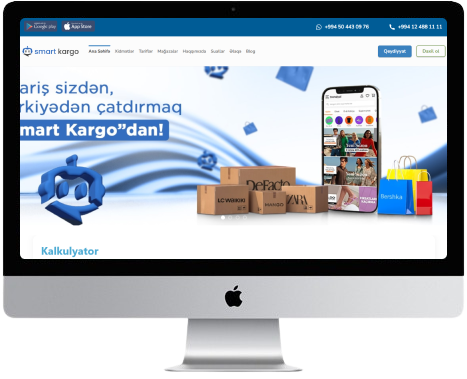 Google play
App Store
+994 50 443 09 76
+994 12 488 11 11
smart kargo
Ana Səhifə Xidmətlər Tariflər Mağazalar Haqqımızda Suallar Əlaqə Blog
Qeydiyyat
Daxil ol
ariş sizdən,
rkiyədən çatdırmaq
mart Kargo”dan!
DeFacto
LC WAIKIKI
ZARA
Bershka
Kalkulyator